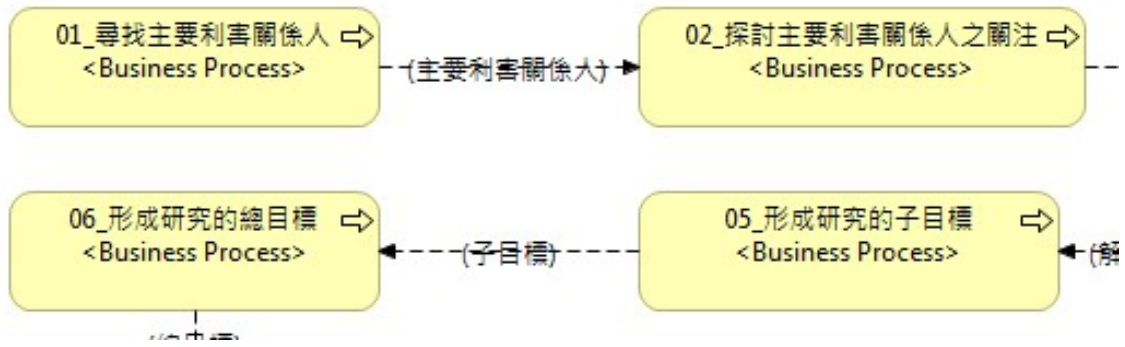 01_尋找主要利害關係人
<Business Process>
(主要利害關係人)
02_探討主要利害關係人之關注
<Business Process>
06_形成研究的總目標
<Business Process>
(子目標)
05_形成研究的子目標
<Business Process>
(解